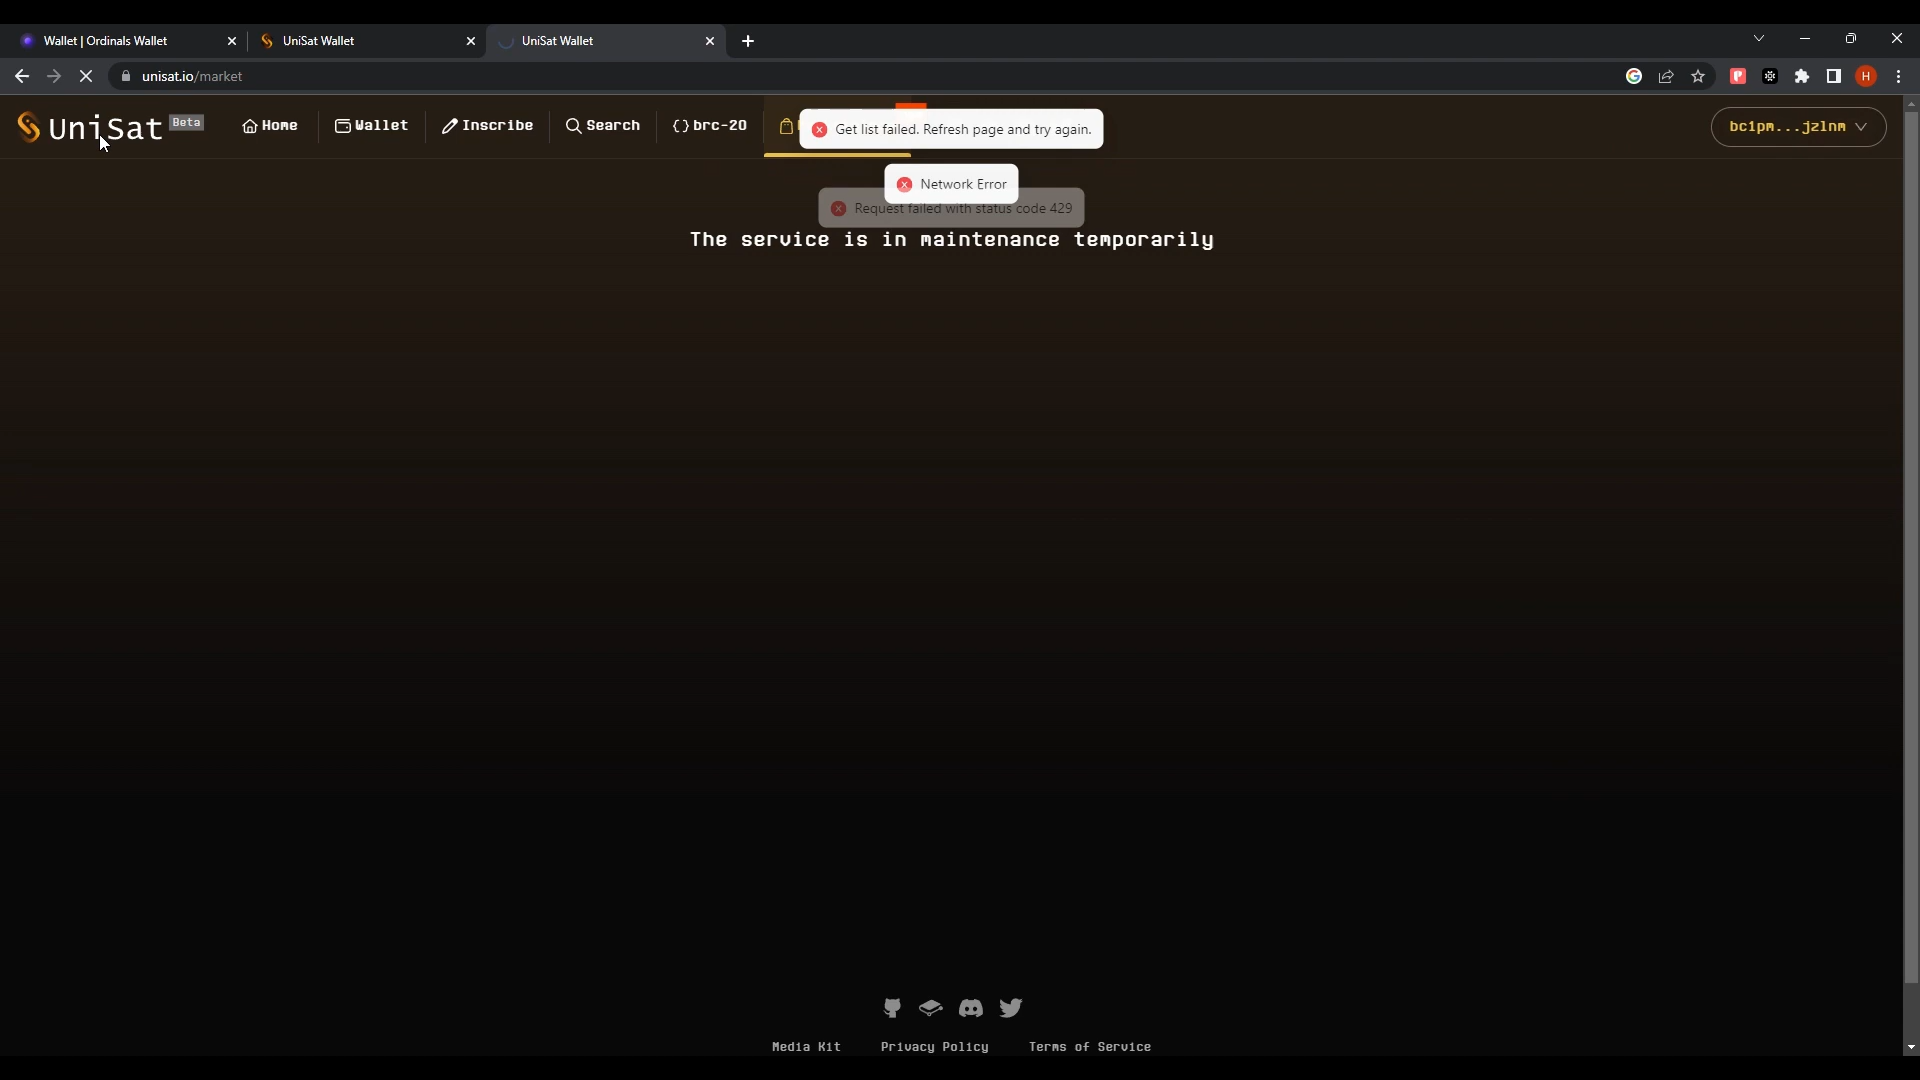 Wallet | Ordinals Wallet
UniSat Wallet
UniSat Wallet
unisat.io/market
UniSat Beta
Home
Wallet
Inscribe
Search
brc-20
Get list failed. Refresh page and try again.
bc1pm...jzlnm
Network Error
Request failed with status code 429
The service is in maintenance temporarily
Media Kit
Privacy Policy
Terms of Service
H